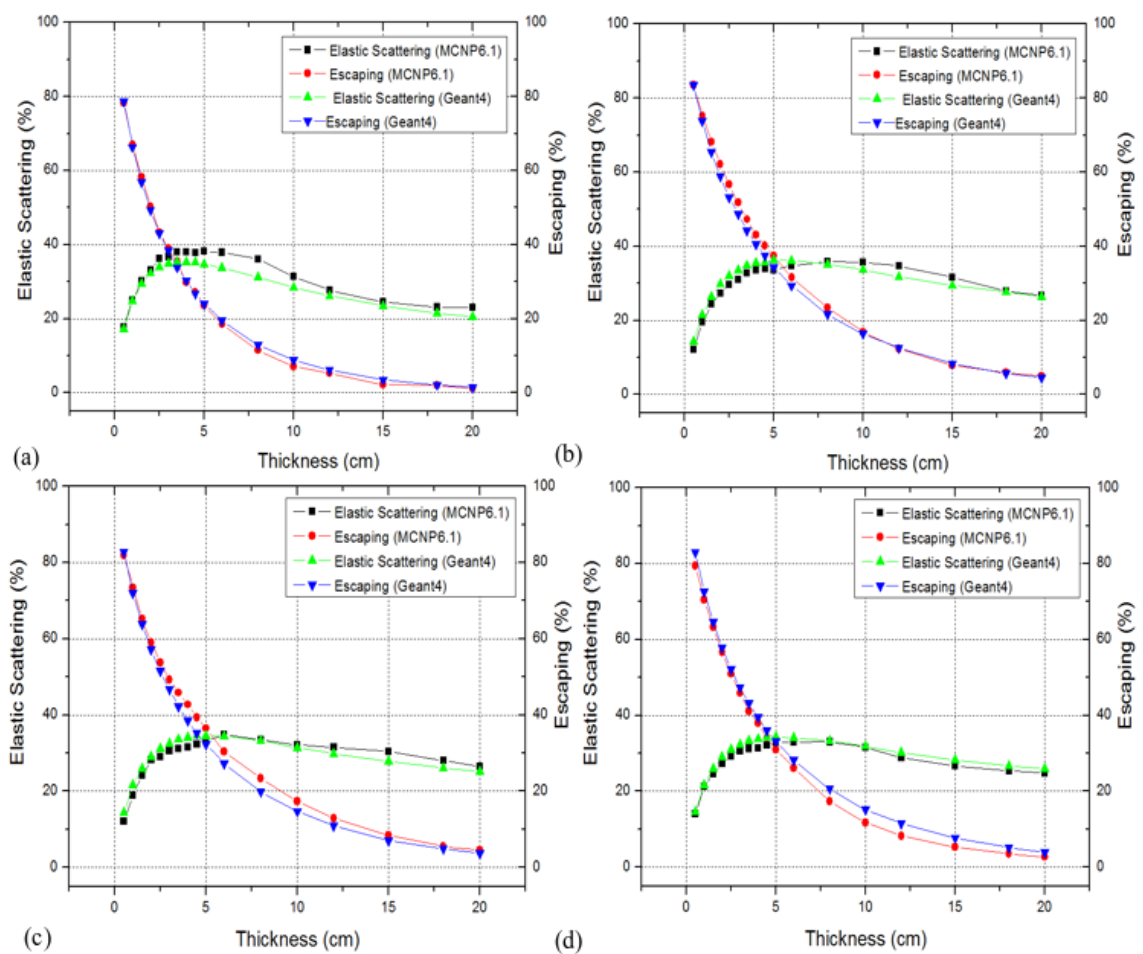 100
80
60
40
20
0
Elastic Scattering (%)
Elastic Scattering (MCNP6.1)
Escaping (MCNP6.1)
Elastic Scattering (Geant4)
Escaping (Geant4)
100
80
60
40
20
0
Escaping (%)
0 5 10 15 20
Thickness (cm)
(a)
100
80
60
40
20
0
Elastic Scattering (%)
Elastic Scattering (MCNP6.1)
Escaping (MCNP6.1)
Elastic Scattering (Geant4)
Escaping (Geant4)
100
80
60
40
20
0
Escaping (%)
0 5 10 15 20
Thickness (cm)
(b)
100
80
60
40
20
0
Elastic Scattering (%)
Elastic Scattering (MCNP6.1)
Escaping (MCNP6.1)
Elastic Scattering (Geant4)
Escaping (Geant4)
100
80
60
40
20
0
Escaping (%)
0 5 10 15 20
Thickness (cm)
(c)
100
80
60
40
20
0
Elastic Scattering (%)
Elastic Scattering (MCNP6.1)
Escaping (MCNP6.1)
Elastic Scattering (Geant4)
Escaping (Geant4)
100
80
60
40
20
0
Escaping (%)
0 5 10 15 20
Thickness (cm)
(d)